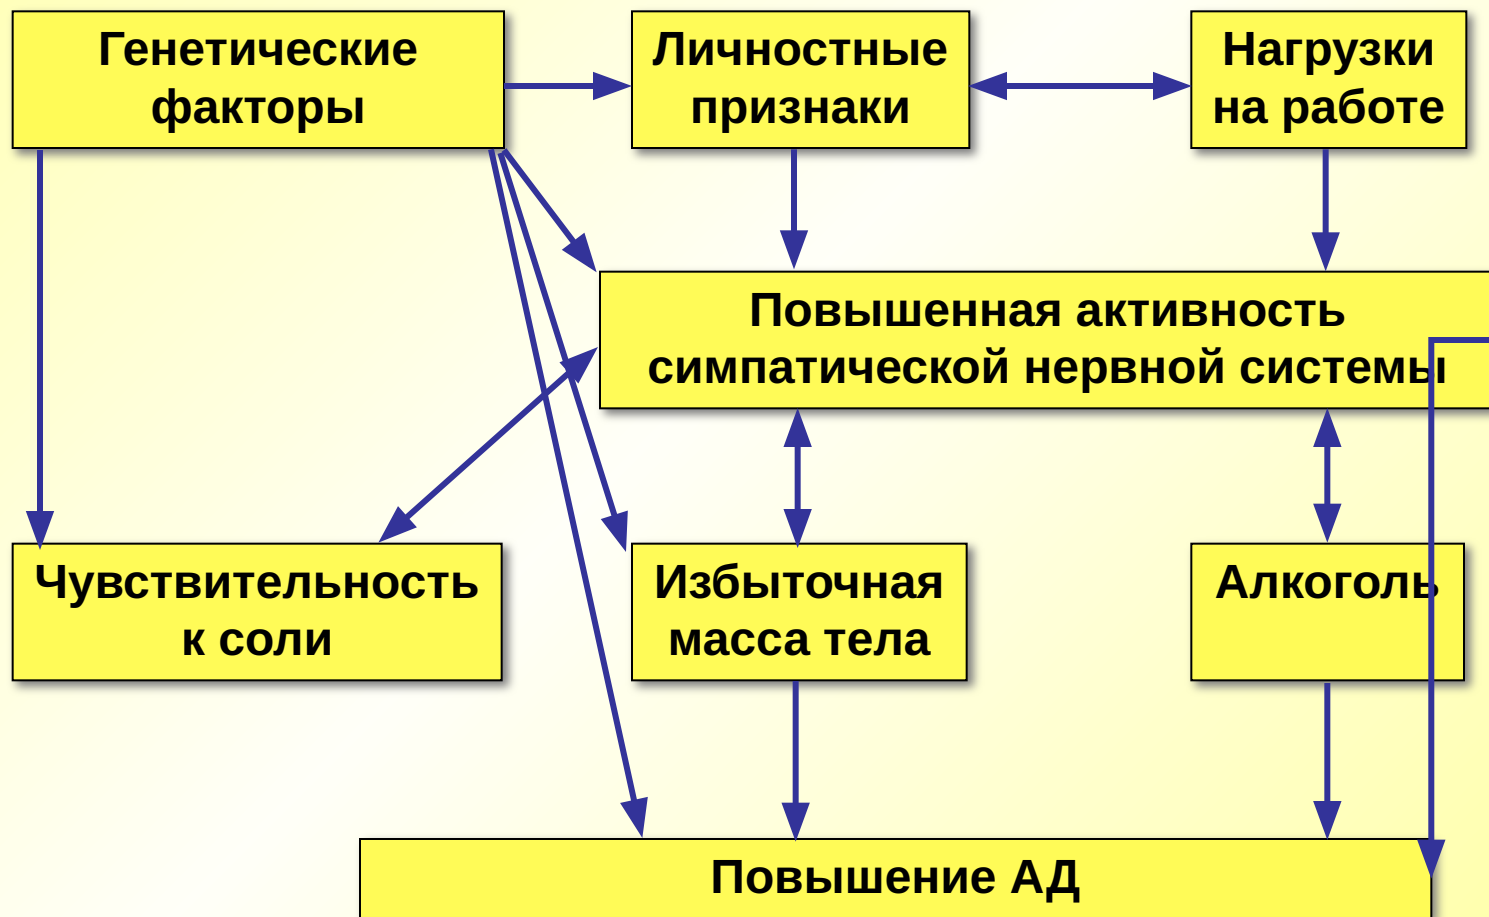 Генетические
факторы
Личностные
признаки
Нагрузки
на работе
Повышенная активность
симпатической нервной системы
Чувствительность
к соли
Избыточная
масса тела
Алкоголь
Повышение АД